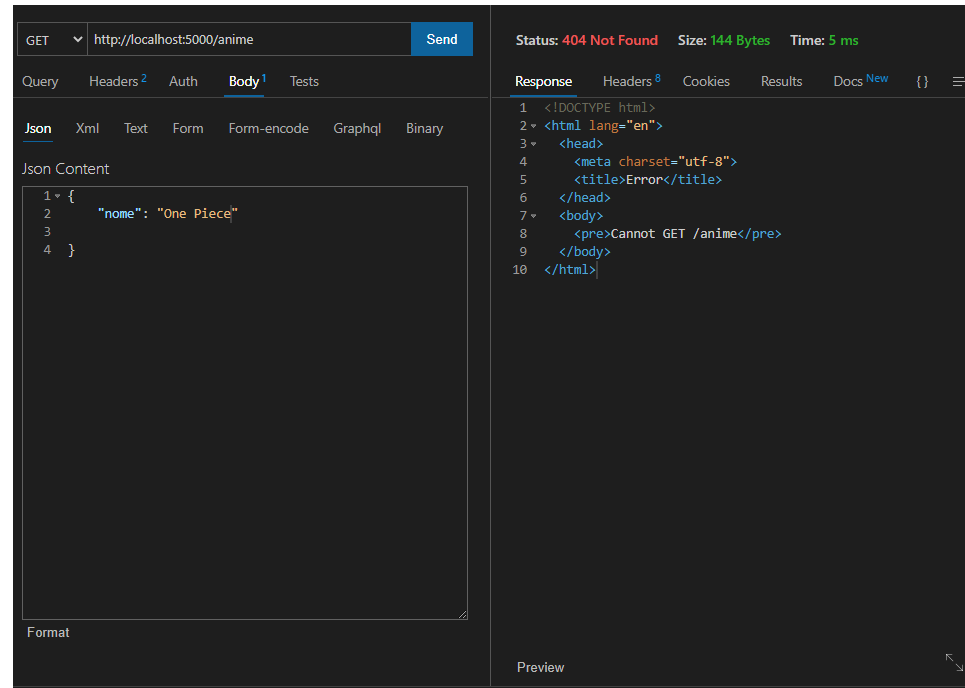 GET http://localhost:5000/anime Send
Query Headers 2 Auth Body 1 Tests
Json Xml Text Form Form-encode Graphql Binary
Json Content
1 {
2 "nome": "One Piece"
3
4 }
Format
Status: 404 Not Found Size: 144 Bytes Time: 5 ms
Response Headers 8 Cookies Results Docs New { }
1 <!DOCTYPE html>
2 <html lang="en">
3 <head>
4 <meta charset="utf-8">
5 <title>Error</title>
6 </head>
7 <body>
8 <pre>Cannot GET /anime</pre>
9 </body>
10 </html>
Preview